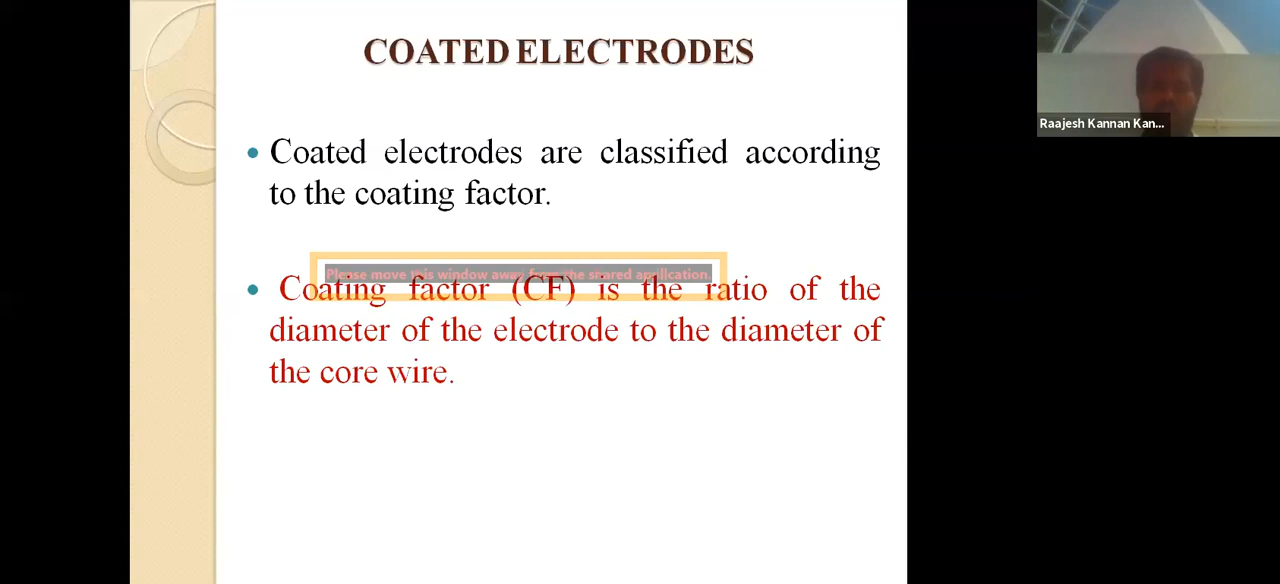 COATED ELECTRODES
Raajesh Kannan Kan...
• Coated electrodes are classified according
to the coating factor.
Please move this window away from the shared application.
• Coating factor (CF) is the ratio of the
diameter of the electrode to the diameter of
the core wire.